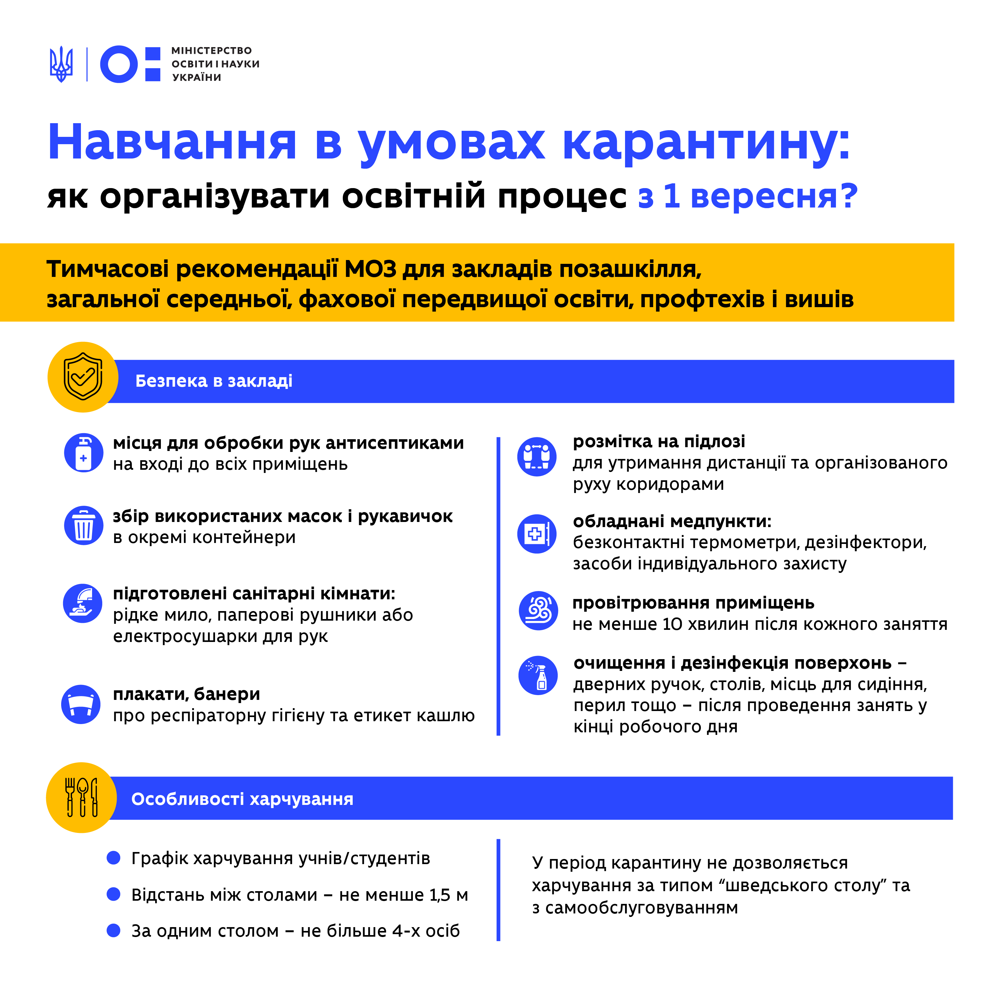 МІНІСТЕРСТВО
ОСВІТИ І НАУКИ
УКРАЇНИ
Навчання в умовах карантину:
як організувати освітній процес з 1 вересня?
Тимчасові рекомендації МОЗ для закладів позашкілля,
загальної середньої, фахової передвищої освіти, профтехів і вишів
Безпека в закладі
місця для обробки рук антисептиками
на вході до всіх приміщень
збір використаних масок і рукавичок
в окремі контейнери
підготовлені санітарні кімнати:
рідке мило, паперові рушники або
електросушарки для рук
плакати, банери
про респіраторну гігієну та етикет кашлю
розмітка на підлозі
для утримання дистанції та організованого
руху коридорами
обладнані медпункти:
безконтактні термометри, дезінфектори,
засоби індивідуального захисту
провітрювання приміщень
не менше 10 хвилин після кожного заняття
очищення і дезінфекція поверхонь –
дверних ручок, столів, місць для сидіння,
перил тощо – після проведення занять у
кінці робочого дня
Особливості харчування
Графік харчування учнів/студентів
Відстань між столами – не менше 1,5 м
За одним столом – не більше 4-х осіб
У період карантину не дозволяється
харчування за типом “шведського столу” та
з самообслуговуванням